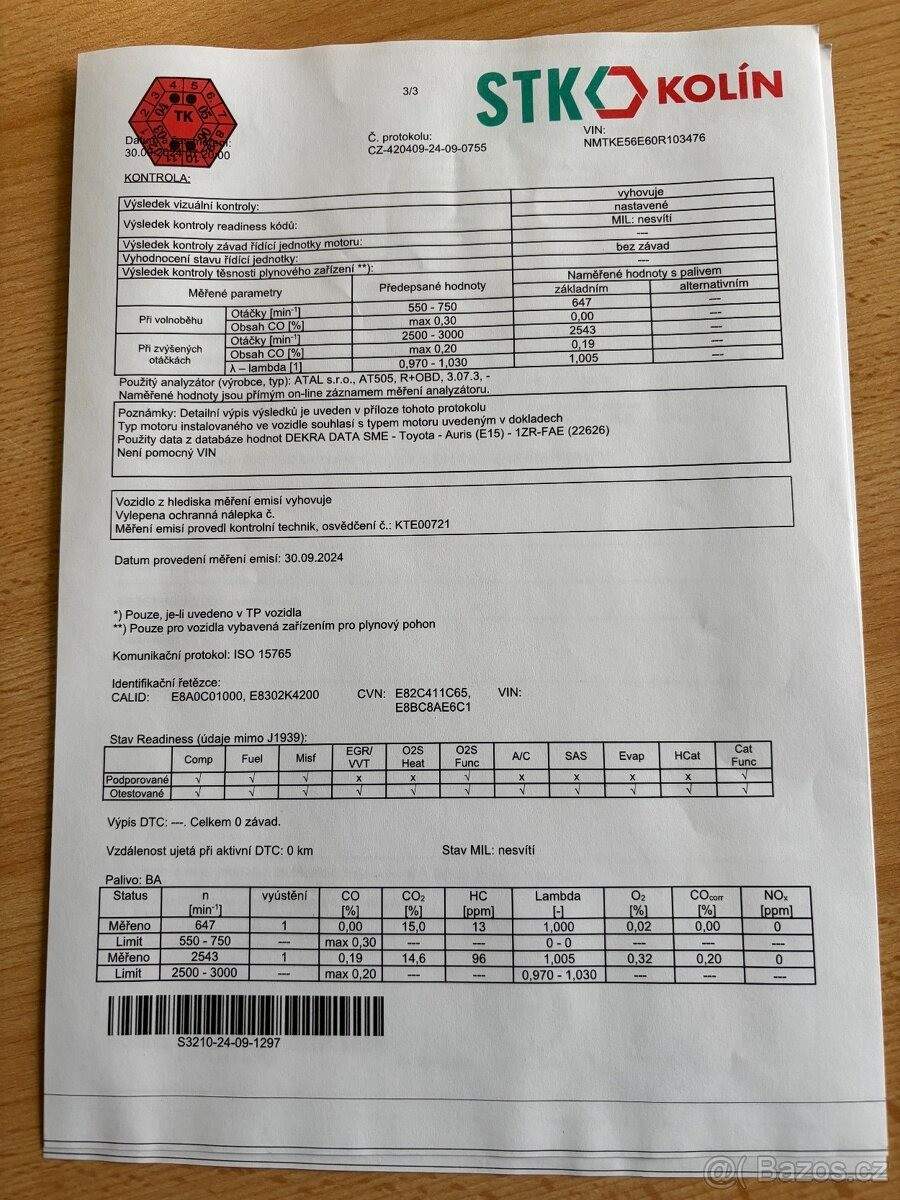 3/3
STK KOLÍN
Č. protokolu:
CZ-420409-24-09-0755
VIN:
NMTKE56E60R103476
KONTROLA:
Výsledek vizuální kontroly: vyhovuje
Výsledek kontroly readiness kódů: nastavené
MIL: nesvítí
Výsledek kontroly závad řídící jednotky motoru: ---
Vyhodnocení stavu řídící jednotky: bez závad
Výsledek kontroly těsnosti plynového zařízení **): ---
Měřené parametry Předepsané hodnoty Naměřené hodnoty s palivem
základním alternativním
Při volnoběhu Otáčky [min-1] 550 - 750 647 ---
Obsah CO [%] max 0,30 0,00 ---
Při zvýšených otáčkách Otáčky [min-1] 2500 - 3000 2543 ---
Obsah CO [%] max 0,20 0,19 ---
λ – lambda [1] 0,970 - 1,030 1,005 ---
Použitý analyzátor (výrobce, typ): ATAL s.r.o., AT505, R+OBD, 3.07.3, -
Naměřené hodnoty jsou přímým on-line záznamem měření analyzátoru.
Poznámky: Detailní výpis výsledků je uveden v příloze tohoto protokolu
Typ motoru instalovaného ve vozidle souhlasí s typem motoru uvedeným v dokladech
Použity data z databáze hodnot DEKRA DATA SME - Toyota - Auris (E15) - 1ZR-FAE (22626)
Není pomocný VIN
Vozidlo z hlediska měření emisí vyhovuje
Vylepena ochranná nálepka č.
Měření emisí provedl kontrolní technik, osvědčení č.: KTE00721
Datum provedení měření emisí: 30.09.2024
*) Pouze, je-li uvedeno v TP vozidla
**) Pouze pro vozidla vybavená zařízením pro plynový pohon
Komunikační protokol: ISO 15765
Identifikační řetězce:
CALID: E8A0C01000, E8302K4200 CVN: E82C411C65, VIN:
E8BC8AE6C1
Stav Readiness (údaje mimo J1939):
Comp Fuel Misf EGR/VVT O2S Heat O2S Func A/C SAS Evap HCat Cat Func
Podporované √ √ √ x x √ x x x x √
Otestované √ √ √ √ √ √ √ √ √ √ √
Výpis DTC: ---. Celkem 0 závad.
Vzdálenost ujetá při aktivní DTC: 0 km Stav MIL: nesvítí
Palivo: BA
Status n vyústění CO CO2 HC Lambda O2 COcorr NOx
[min-1] [%] [%] [ppm] [-] [%] [%] [ppm]
Měřeno 647 1 0,00 15,0 13 1,000 0,02 0,00 0
Limit 550 - 750 --- max 0,30 --- --- 0 - 0 --- --- ---
Měřeno 2543 1 0,19 14,6 96 1,005 0,32 0,20 0
Limit 2500 - 3000 --- max 0,20 --- --- 0,970 - 1,030 --- --- ---
S3210-24-09-1297
@( Bazos.cz